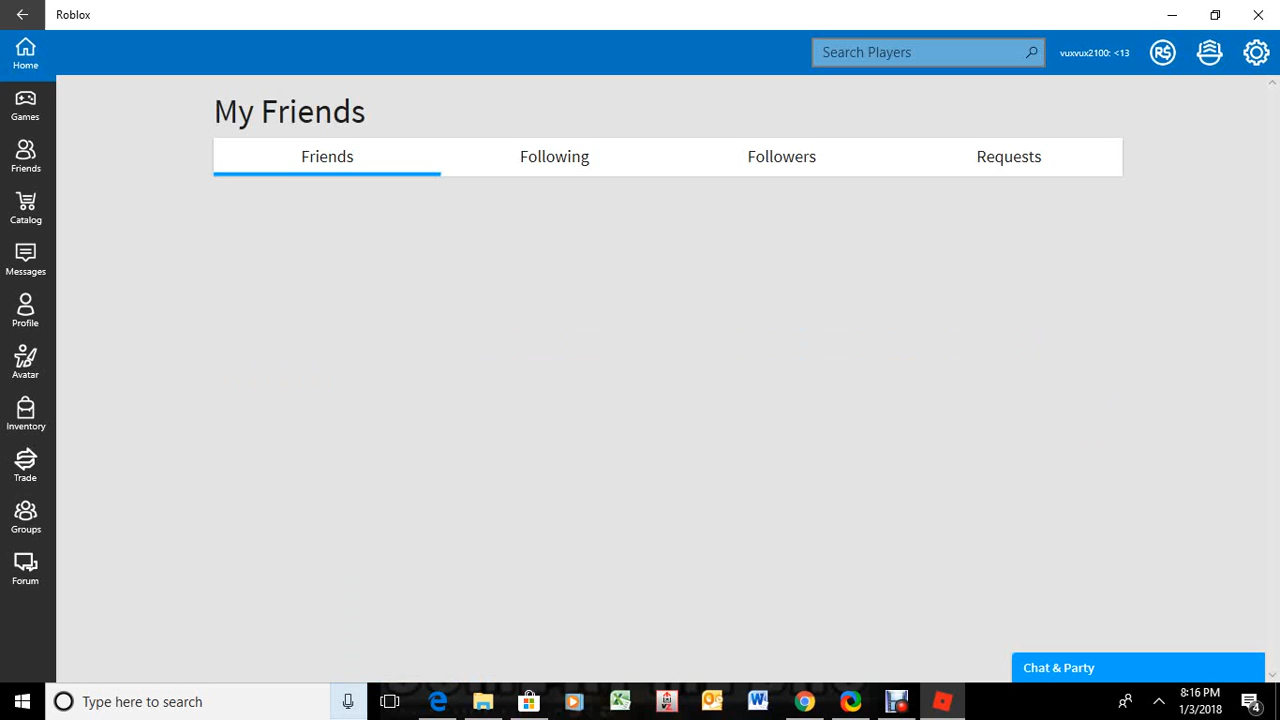 Roblox
Home
Search Players
vuxvux2100: <13
R$
Games
Friends
Catalog
Messages
Profile
Avatar
Inventory
Trade
Groups
Forum
My Friends
Friends Following Followers Requests
Chat & Party
Type here to search
8:16 PM
1/3/2018
4